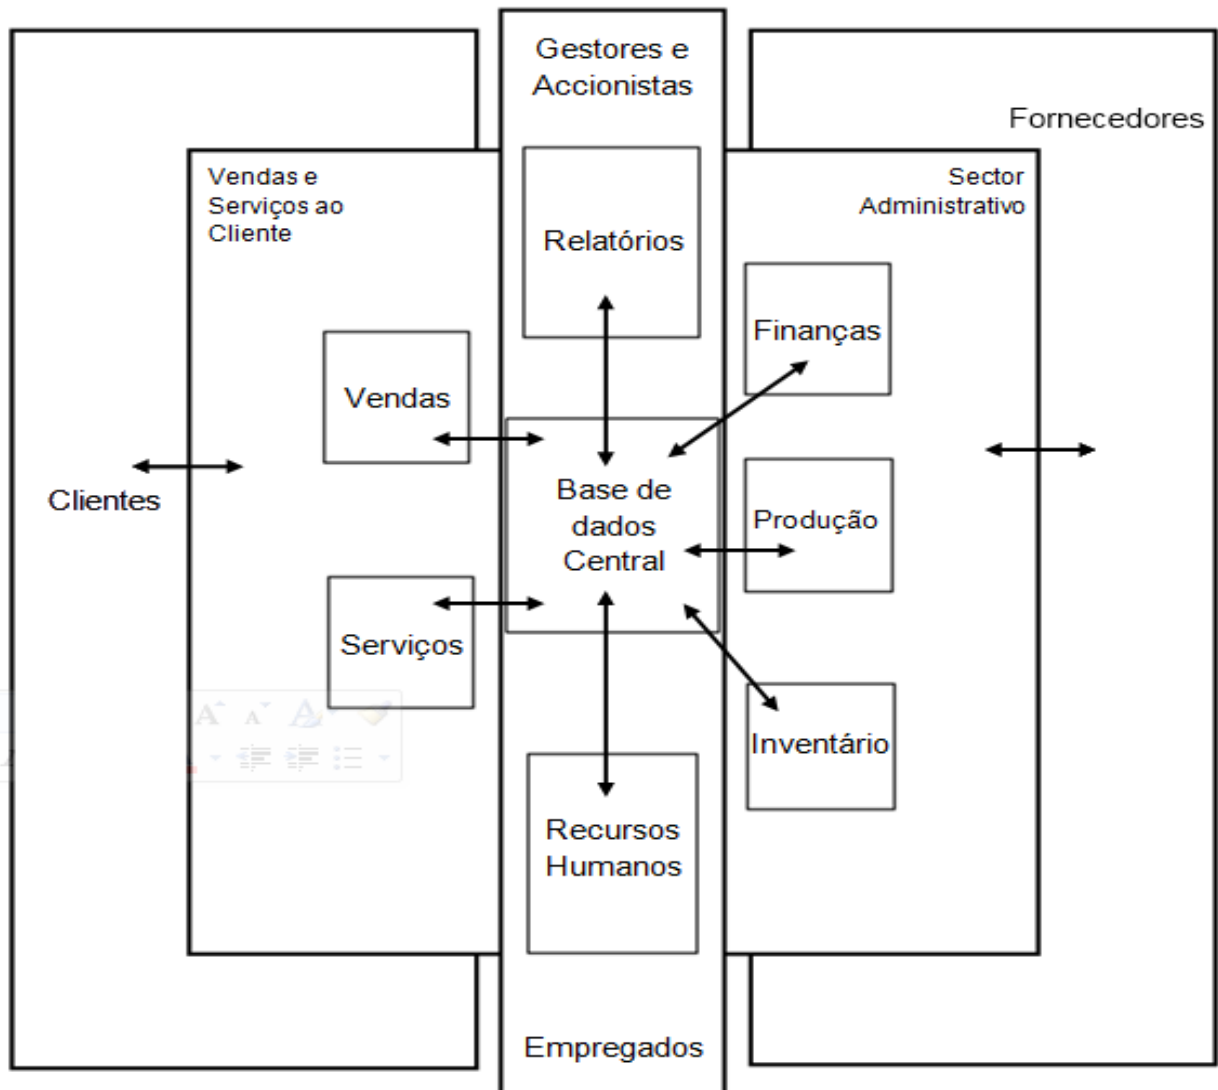 Gestores e
Accionistas
Fornecedores
Vendas e
Serviços ao
Cliente
Sector
Administrativo
Relatórios
Finanças
Vendas
Clientes
Base de
dados
Central
Produção
Serviços
Inventário
Recursos
Humanos
Empregados